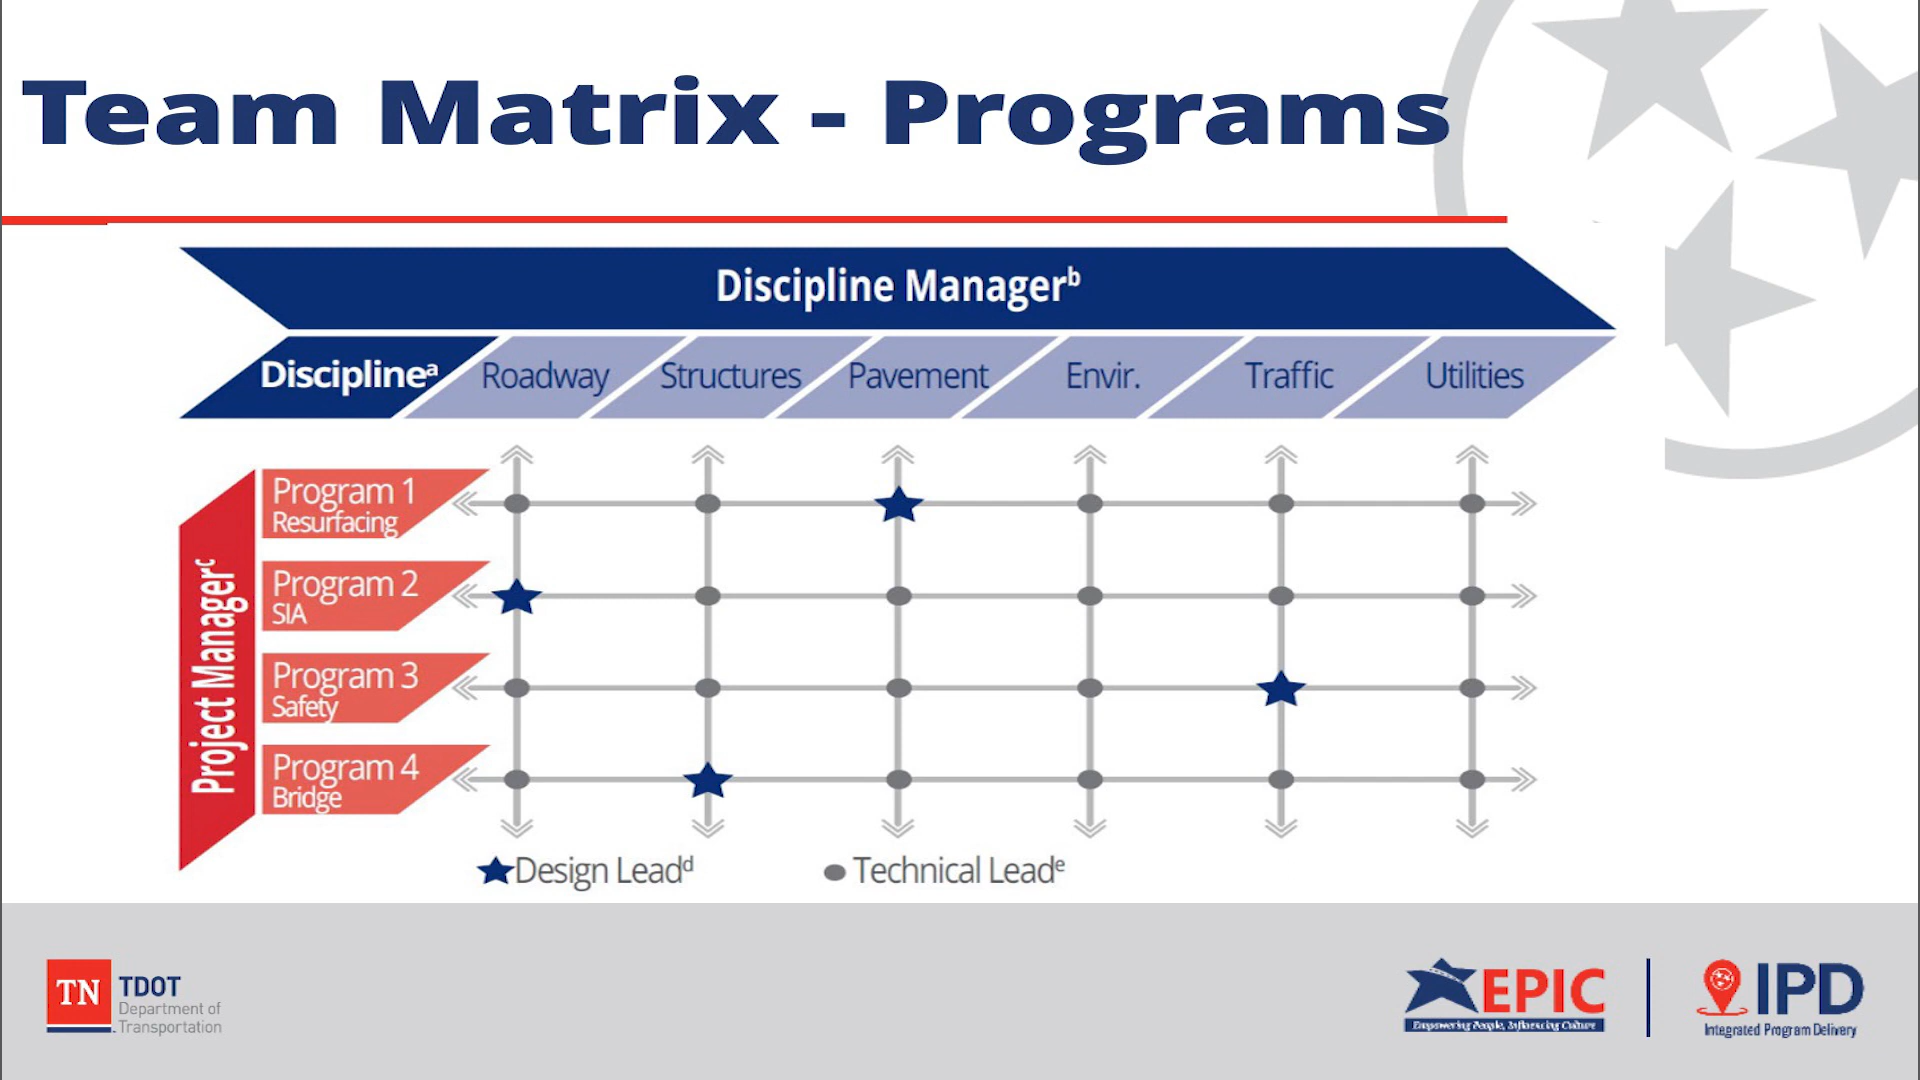 Team Matrix - Programs
Discipline Managerᵇ
Disciplineᵃ Roadway Structures Pavement Envir. Traffic Utilities
Project Managerᶜ
Program 1
Resurfacing
Program 2
SIA
Program 3
Safety
Program 4
Bridge
Design Leadᵈ Technical Leadᵉ
TN TDOT
Department of
Transportation
EPIC
Empowering People, Influencing Culture
IPD
Integrated Program Delivery